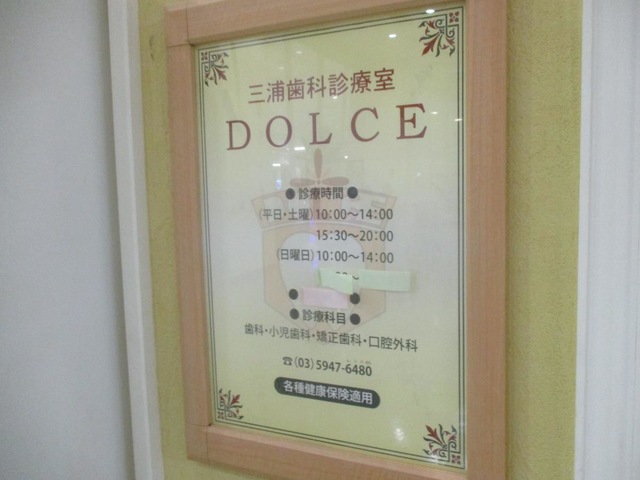 三浦歯科診療室
DOLCE
●診療時間●
(平日・土曜)10:00〜14:00
15:30〜20:00
(日曜日)10:00〜14:00
●診療科目●
歯科・小児歯科・矯正歯科・口腔外科
☎(03)5947-6480
各種健康保険適用